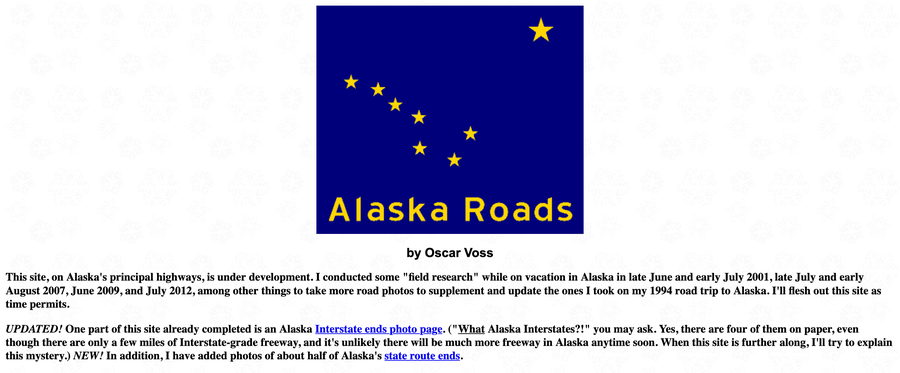 Alaska Roads
by Oscar Voss
This site, on Alaska's principal highways, is under development. I conducted some "field research" while on vacation in Alaska in late June and early July 2001, late July and early
August 2007, June 2009, and July 2012, among other things to take more road photos to supplement and update the ones I took on my 1994 road trip to Alaska. I'll flesh out this site as
time permits.
UPDATED! One part of this site already completed is an Alaska Interstate ends photo page. ("What Alaska Interstates?!" you may ask. Yes, there are four of them on paper, even
though there are only a few miles of Interstate-grade freeway, and it's unlikely there will be much more freeway in Alaska anytime soon. When this site is further along, I'll try to explain
this mystery.) NEW! In addition, I have added photos of about half of Alaska's state route ends.